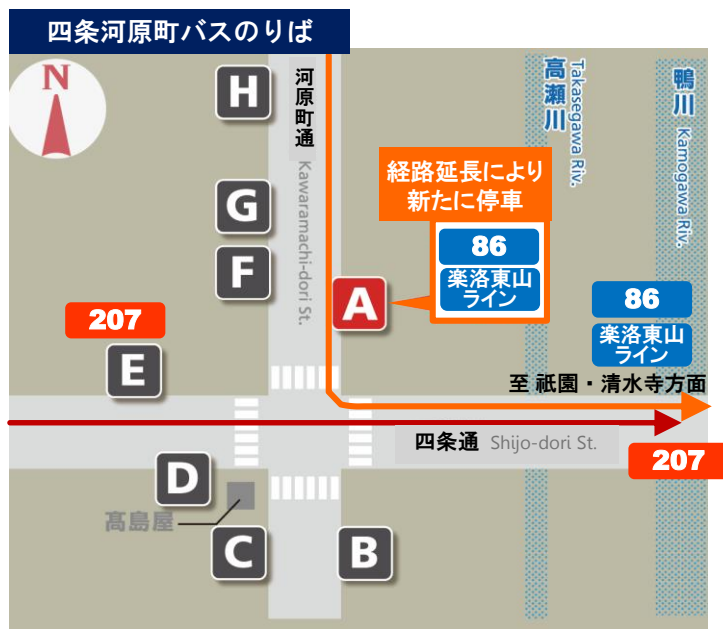 四条河原町バスのりば
N
H
河原町通 Kawaramachi-dori St.
高瀬川 Takasegawa Riv.
鴨川 Kamogawa Riv.
経路延長により
新たに停車
86
楽洛東山
ライン
G
F
A
86
楽洛東山
ライン
207
E
至 祇園・清水寺方面
四条通 Shijo-dori St.
207
D
髙島屋
C
B